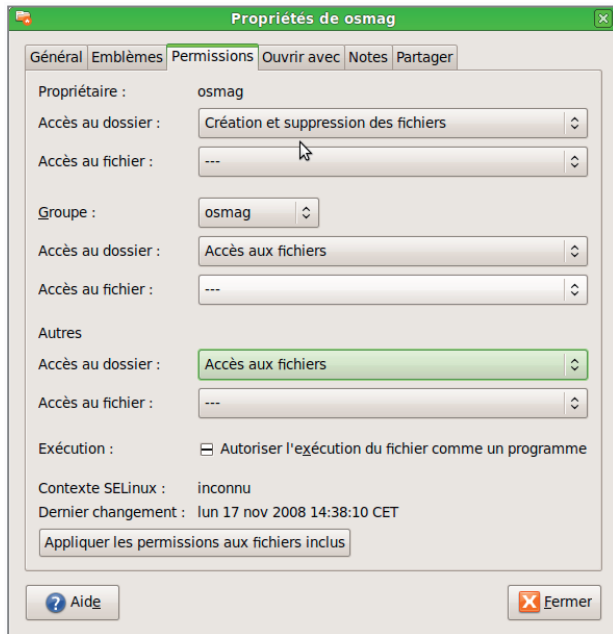 Propriétés de osmag
Général Emblèmes Permissions Ouvrir avec Notes Partager
Propriétaire : osmag
Accès au dossier : Création et suppression des fichiers
Accès au fichier : ---
Groupe : osmag
Accès au dossier : Accès aux fichiers
Accès au fichier : ---
Autres
Accès au dossier : Accès aux fichiers
Accès au fichier : ---
Exécution : Autoriser l'exécution du fichier comme un programme
Contexte SELinux : inconnu
Dernier changement : lun 17 nov 2008 14:38:10 CET
Appliquer les permissions aux fichiers inclus
Aide Fermer